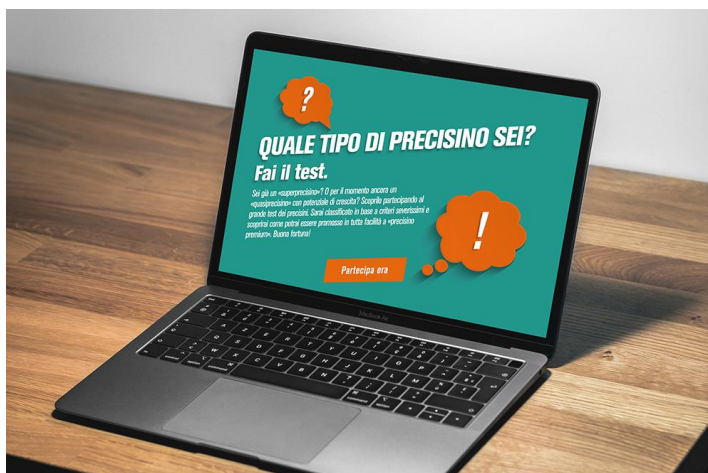 ?
QUALE TIPO DI PRECISINO SEI?
Fai il test.
Sei già un «superprecisino»? O per il momento ancora un
«quasiprecisino» con potenziale di crescita? Scoprilo partecipando al
grande test dei precisini. Sarai classificato in base a criteri severissimi e
scoprirai come potrai essere promosso in tutta facilità a «precisino
premium». Buona fortuna!
!
Partecipa ora
MacBook Air